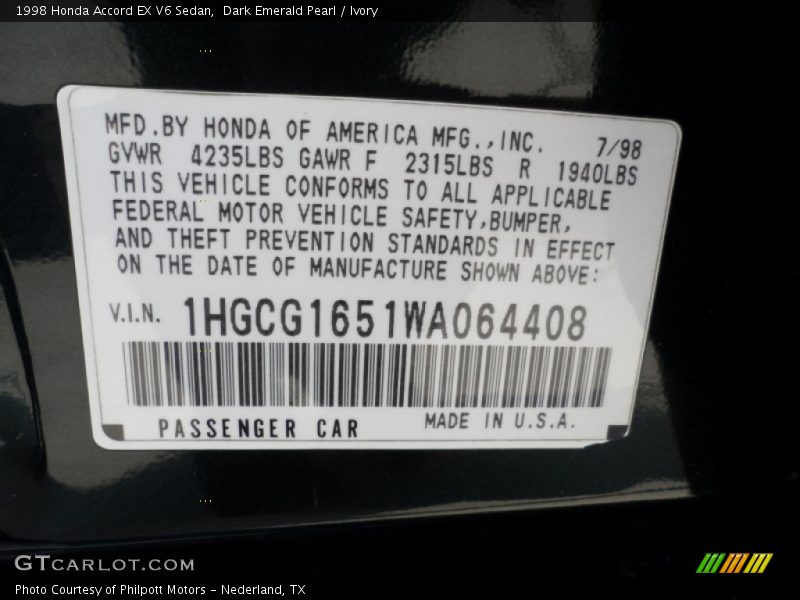 1998 Honda Accord EX V6 Sedan,  Dark Emerald Pearl / Ivory
MFD.BY HONDA OF AMERICA MFG.,INC. 7/98
GVWR 4235LBS GAWR F 2315LBS R 1940LBS
THIS VEHICLE CONFORMS TO ALL APPLICABLE
FEDERAL MOTOR VEHICLE SAFETY,BUMPER,
AND THEFT PREVENTION STANDARDS IN EFFECT
ON THE DATE OF MANUFACTURE SHOWN ABOVE:
V.I.N. 1HGCG1651WA064408
PASSENGER CAR MADE IN U.S.A.
GTCARLOT.COM
Photo Courtesy of Philpott Motors - Nederland, TX